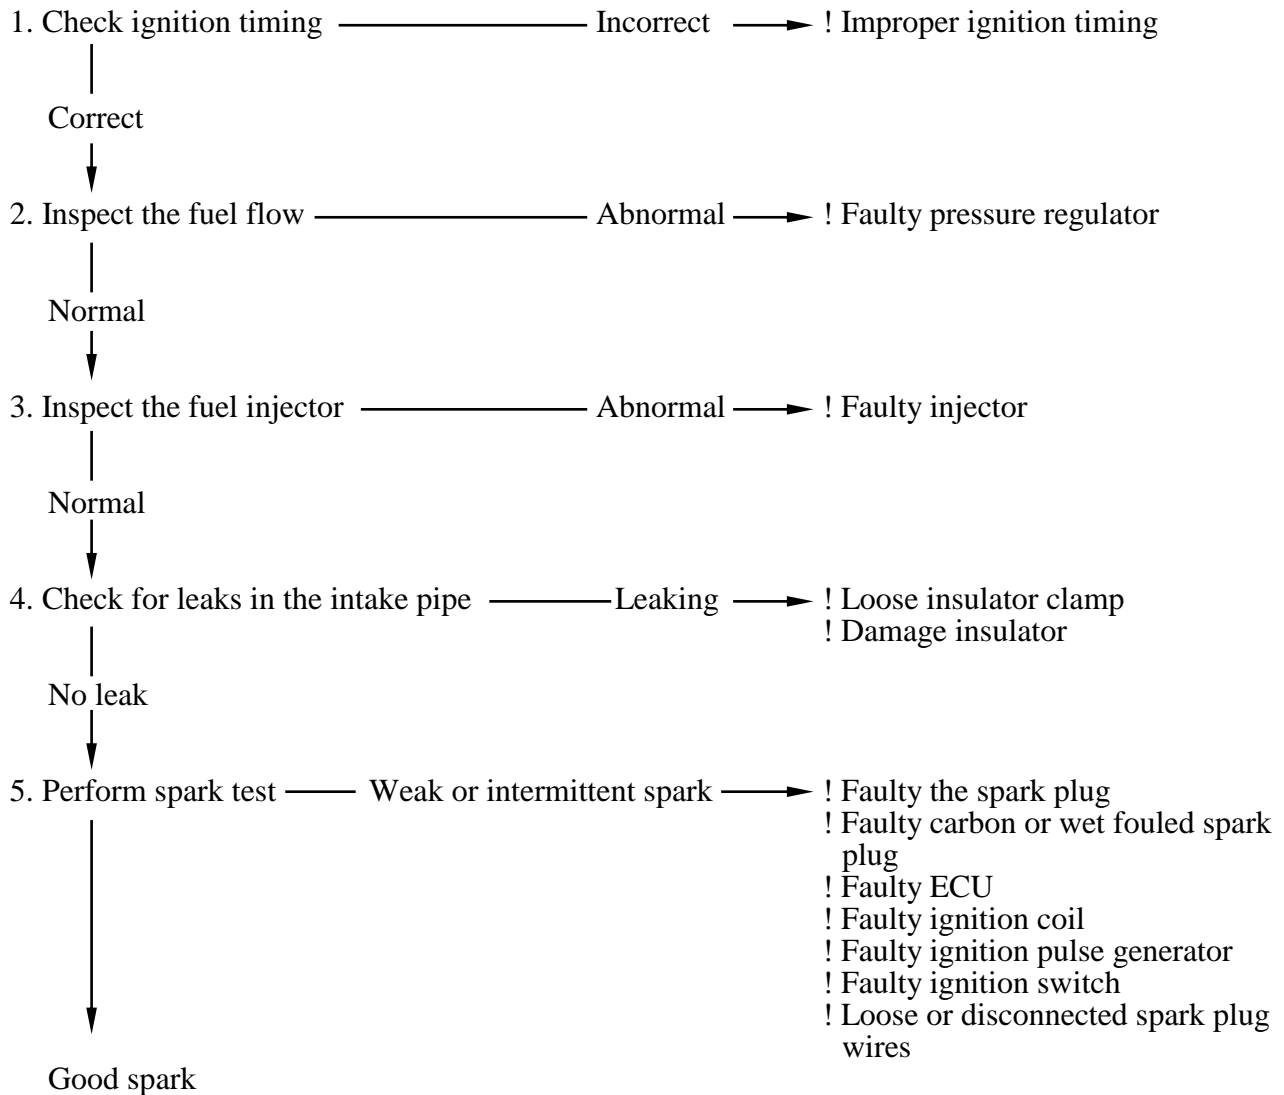 1. Check ignition timing Incorrect ! Improper ignition timing
Correct
2. Inspect the fuel flow Abnormal ! Faulty pressure regulator
Normal
3. Inspect the fuel injector Abnormal ! Faulty injector
Normal
4. Check for leaks in the intake pipe Leaking ! Loose insulator clamp
! Damage insulator
No leak
5. Perform spark test Weak or intermittent spark ! Faulty the spark plug
! Faulty carbon or wet fouled spark
plug
! Faulty ECU
! Faulty ignition coil
! Faulty ignition pulse generator
! Faulty ignition switch
! Loose or disconnected spark plug
wires
Good spark